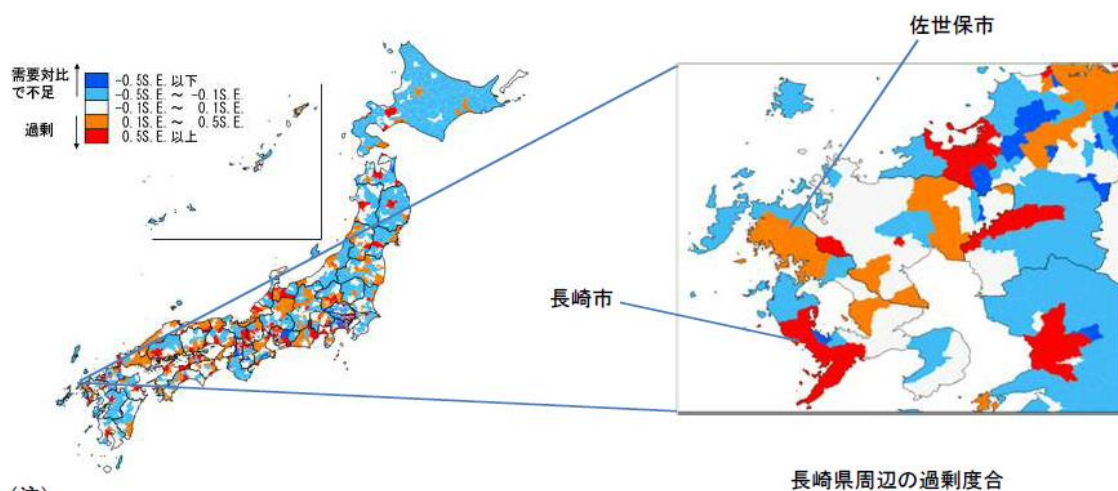 佐世保市
需要対比
で不足
過剰
-0.5S.E.以下
-0.5S.E.～ -0.1S.E.
-0.1S.E.～ 0.1S.E.
0.1S.E.～ 0.5S.E.
0.5S.E.以上
長崎市
長崎県周辺の過剰度合
(注)